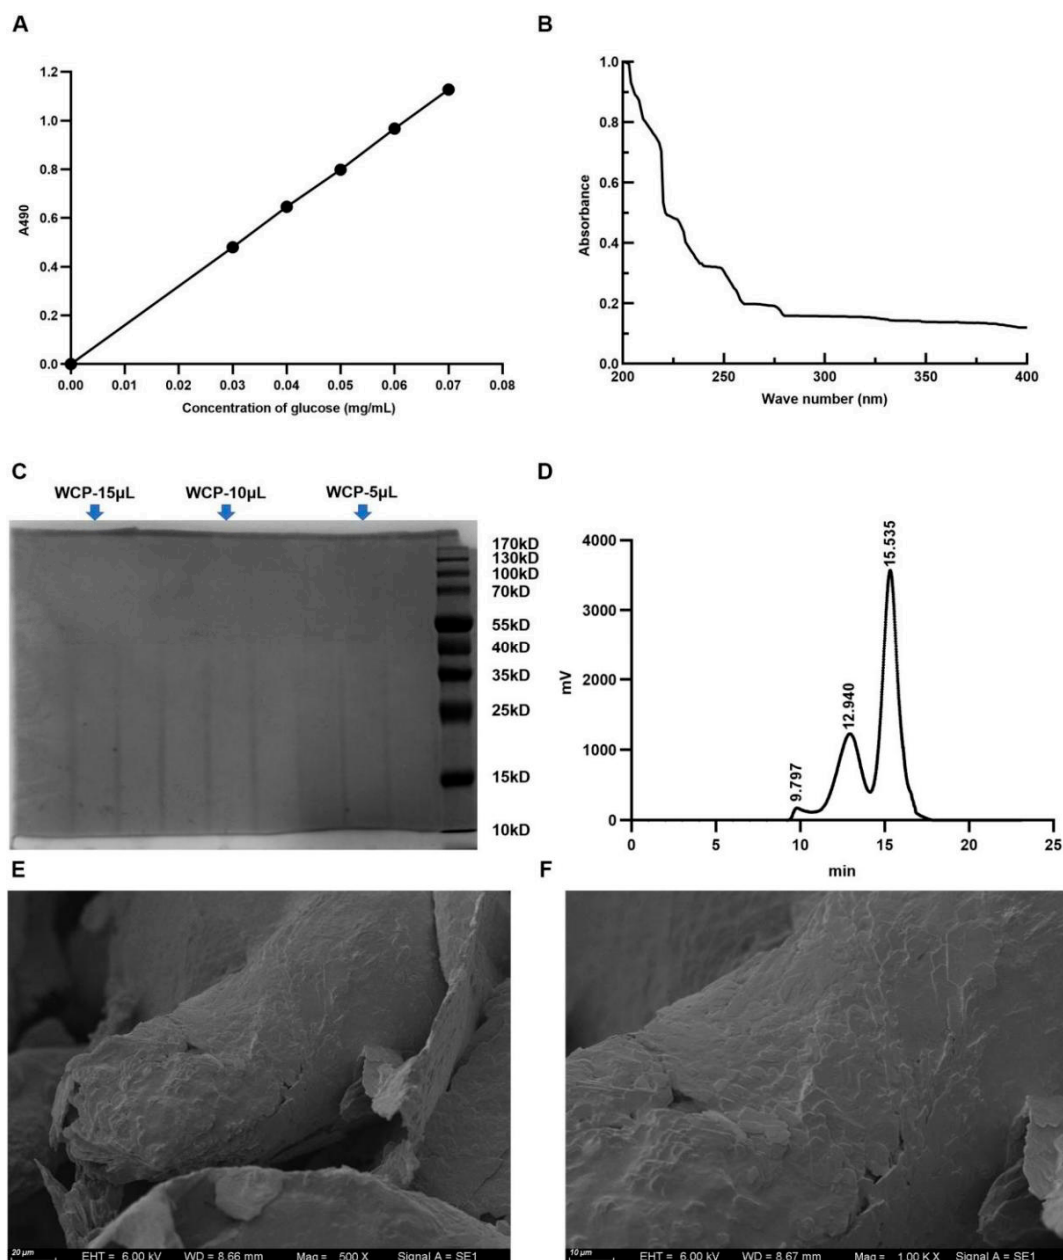 A
1.2
1.0
0.8
0.6
0.4
0.2
0.0
A490
0.00 0.01 0.02 0.03 0.04 0.05 0.06 0.07 0.08
Concentration of glucose (mg/mL)
B
1.0
0.8
0.6
0.4
0.2
0.0
Absorbance
200 250 300 350 400
Wave number (nm)
C
WCP-15μL WCP-10μL WCP-5μL
170kD
130kD
100kD
70kD
55kD
40kD
35kD
25kD
15kD
10kD
D
4000
3000
2000
1000
0
mV
9.797
12.940
15.535
0 5 10 15 20 25
min
E
20 μm EHT = 6.00 kV WD = 8.66 mm Mag = 500 X Signal A = SE1
F
10 μm EHT = 6.00 kV WD = 8.67 mm Mag = 1.00 K X Signal A = SE1